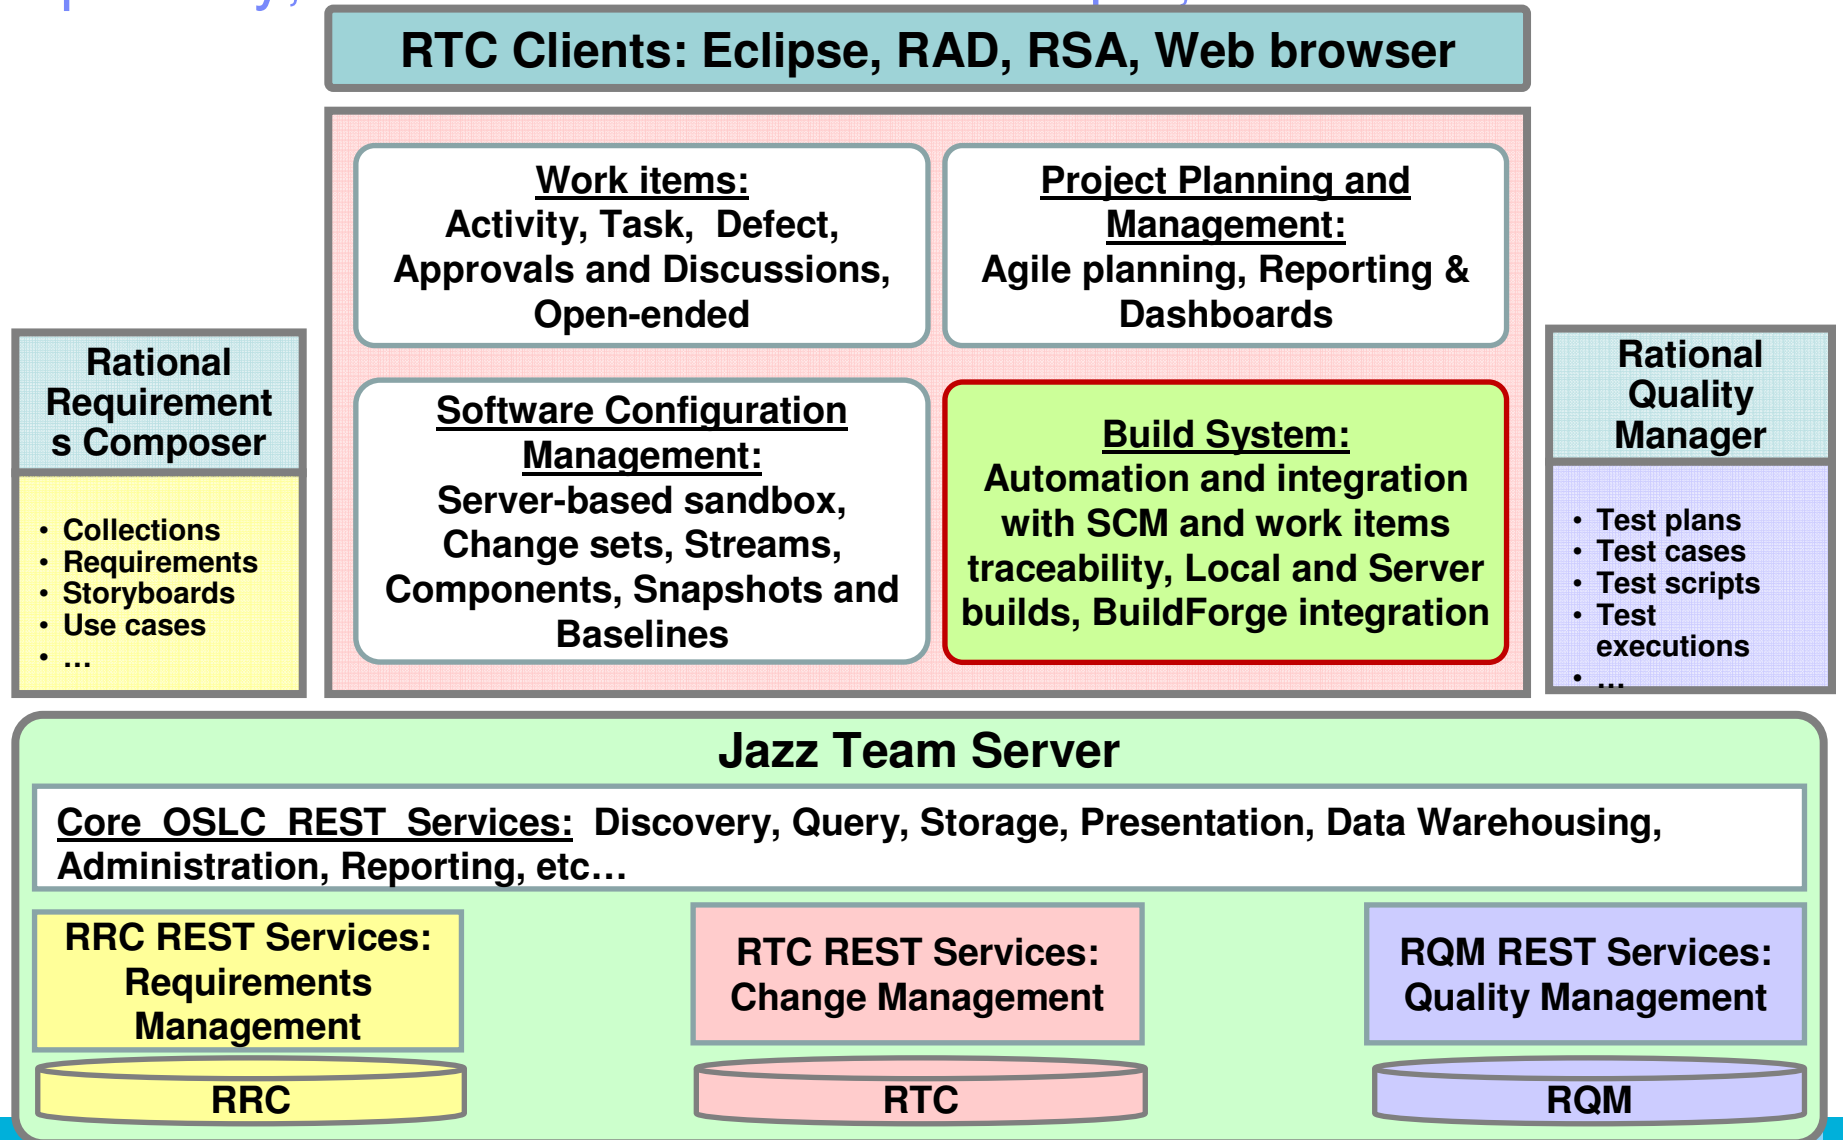 RTC Clients: Eclipse, RAD, RSA, Web browser
Work items:
Activity, Task, Defect,
Approvals and Discussions,
Open-ended
Project Planning and
Management:
Agile planning, Reporting &
Dashboards
Rational
Requirement
s Composer
• Collections
• Requirements
• Storyboards
• Use cases
• ...
Software Configuration
Management:
Server-based sandbox,
Change sets, Streams,
Components, Snapshots and
Baselines
Build System:
Automation and integration
with SCM and work items
traceability, Local and Server
builds, BuildForge integration
Rational
Quality
Manager
• Test plans
• Test cases
• Test scripts
• Test
executions
• ...
Jazz Team Server
Core OSLC REST Services: Discovery, Query, Storage, Presentation, Data Warehousing,
Administration, Reporting, etc...
RRC REST Services:
Requirements
Management
RRC
RTC REST Services:
Change Management
RTC
RQM REST Services:
Quality Management
RQM